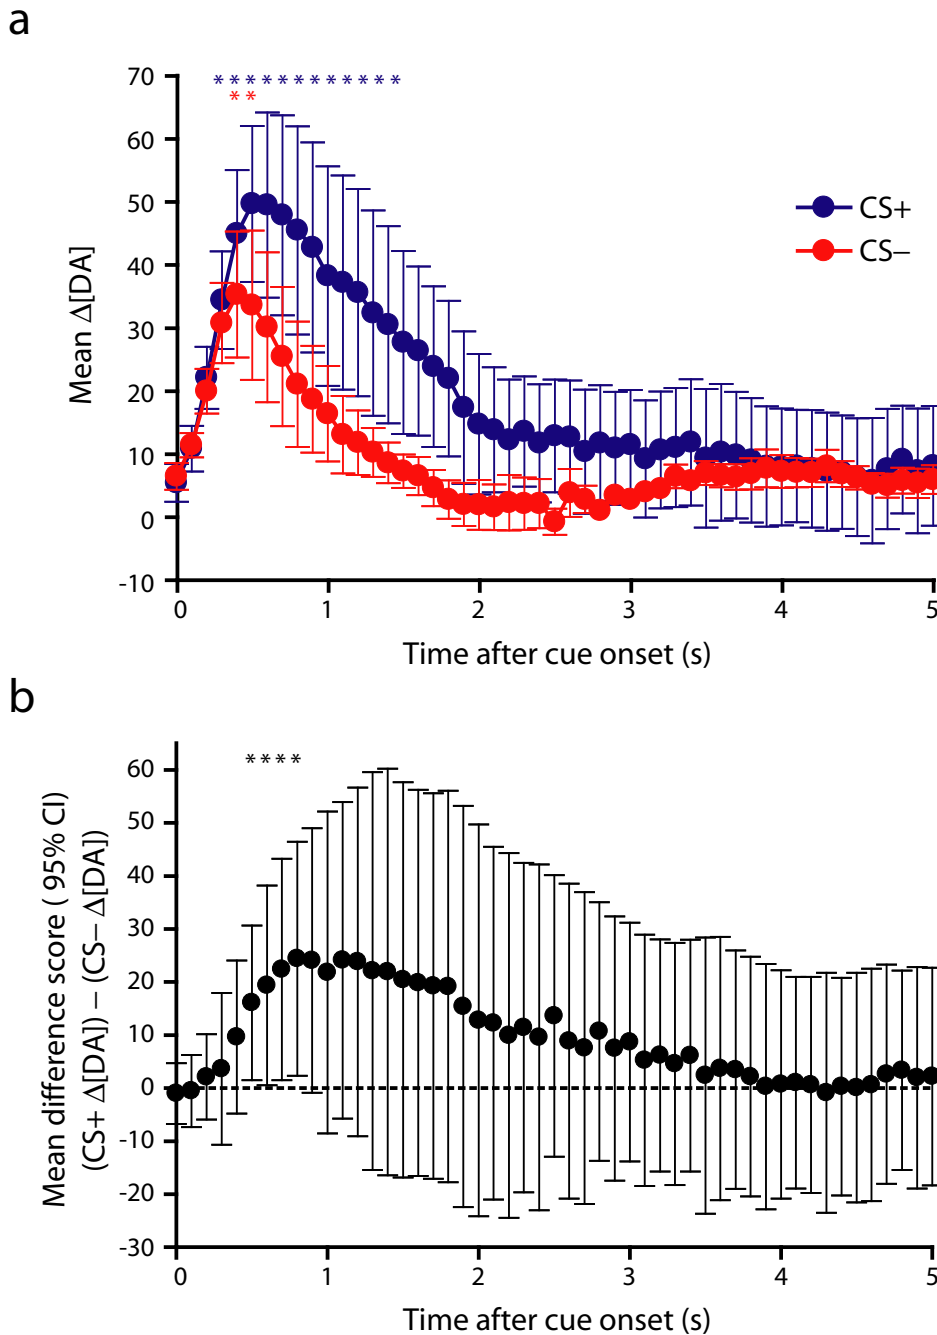 a
* * * * * * * * * * * *
* *
70
60
50
40
30
20
10
0
-10
Mean Δ[DA]
CS+
CS−
0 1 2 3 4 5
Time after cue onset (s)
b
* * * *
60
50
40
30
20
10
0
-10
-20
-30
Mean difference score ( 95% CI)
(CS+ Δ[DA]) − (CS− Δ[DA])
0 1 2 3 4 5
Time after cue onset (s)